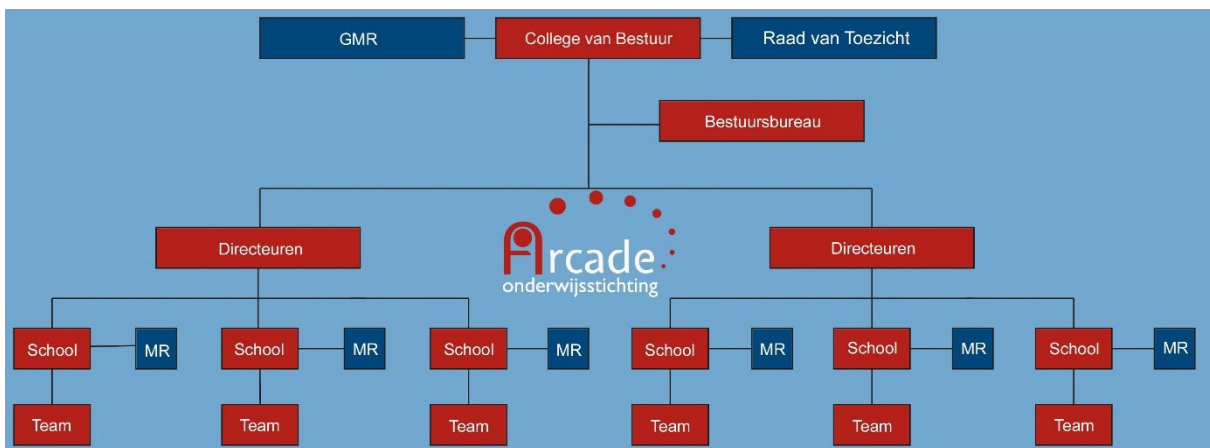 GMR
College van Bestuur
Raad van Toezicht
Bestuursbureau
Directeuren
Arcade
onderwijsstichting
Directeuren
School
MR
School
MR
School
MR
School
MR
School
MR
School
MR
Team
Team
Team
Team
Team
Team